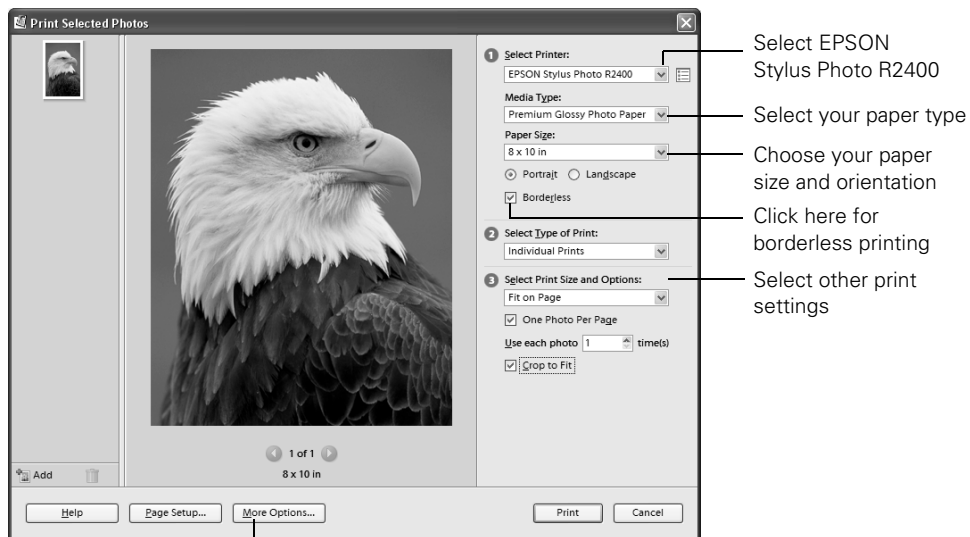 Print Selected Photos
1 Select Printer:
EPSON Stylus Photo R2400
Media Type:
Premium Glossy Photo Paper
Paper Size:
8 x 10 in
Portrait Landscape
Borderless
2 Select Type of Print:
Individual Prints
3 Select Print Size and Options:
Fit on Page
One Photo Per Page
Use each photo 1 time(s)
Crop to Fit
1 of 1
8 x 10 in
Add
Help Page Setup... More Options... Print Cancel
Select EPSON
Stylus Photo R2400
Select your paper type
Choose your paper
size and orientation
Click here for
borderless printing
Select other print
settings